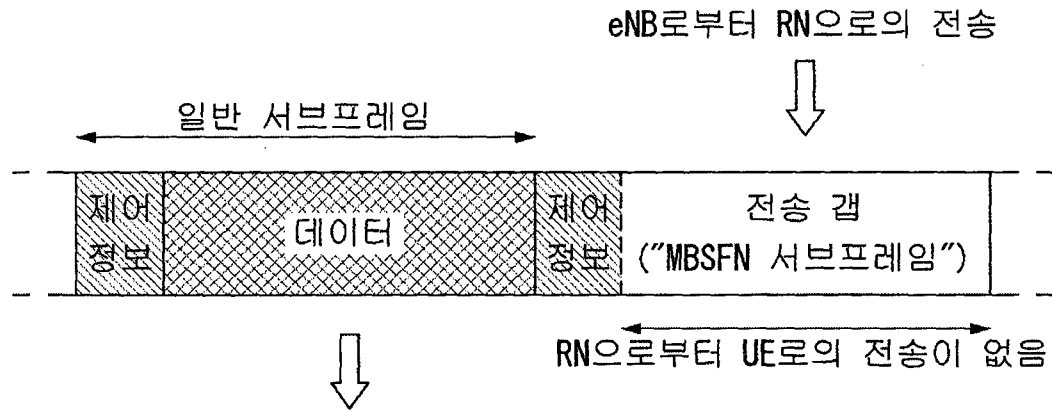 eNB로부터 RN으로의 전송
일반 서브프레임
제어
정보
데이터
제어
정보
전송 갭
("MBSFN 서브프레임")
RN으로부터 UE로의 전송이 없음